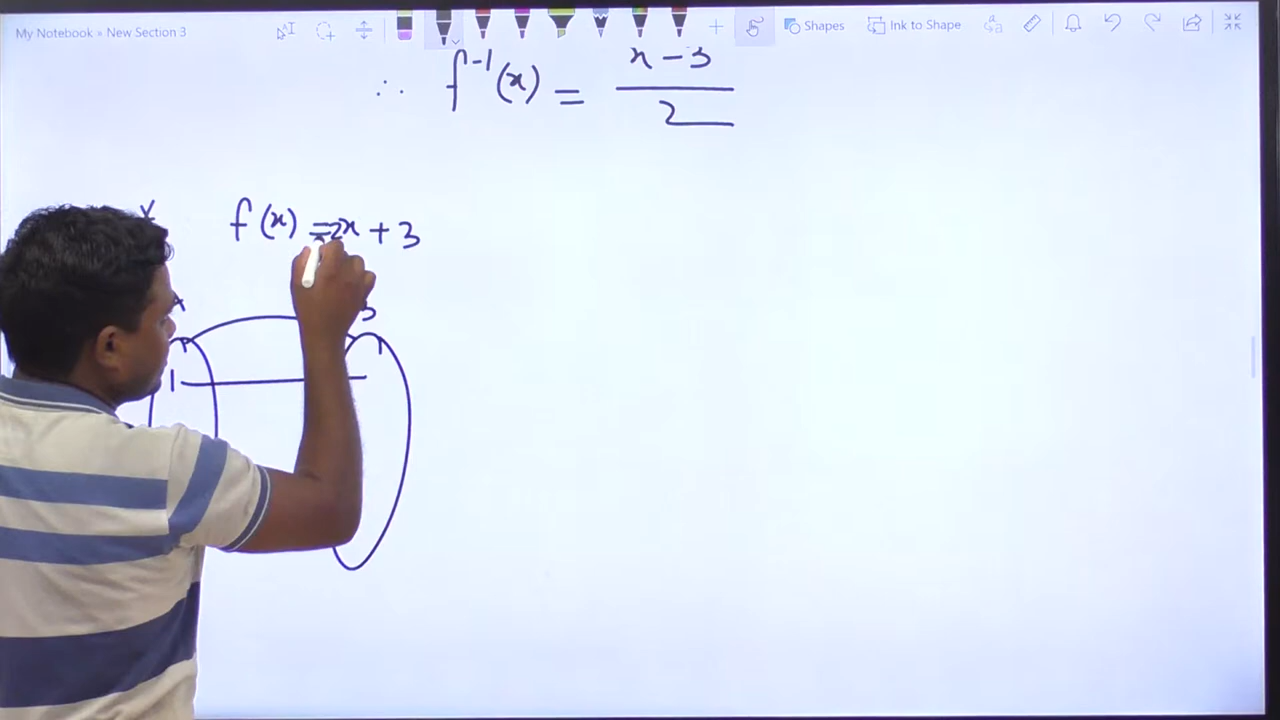 My Notebook » New Section 3
Shapes
Ink to Shape
∴ f⁻¹(x) = x - 3 / 2
f(x) = 2x + 3
1